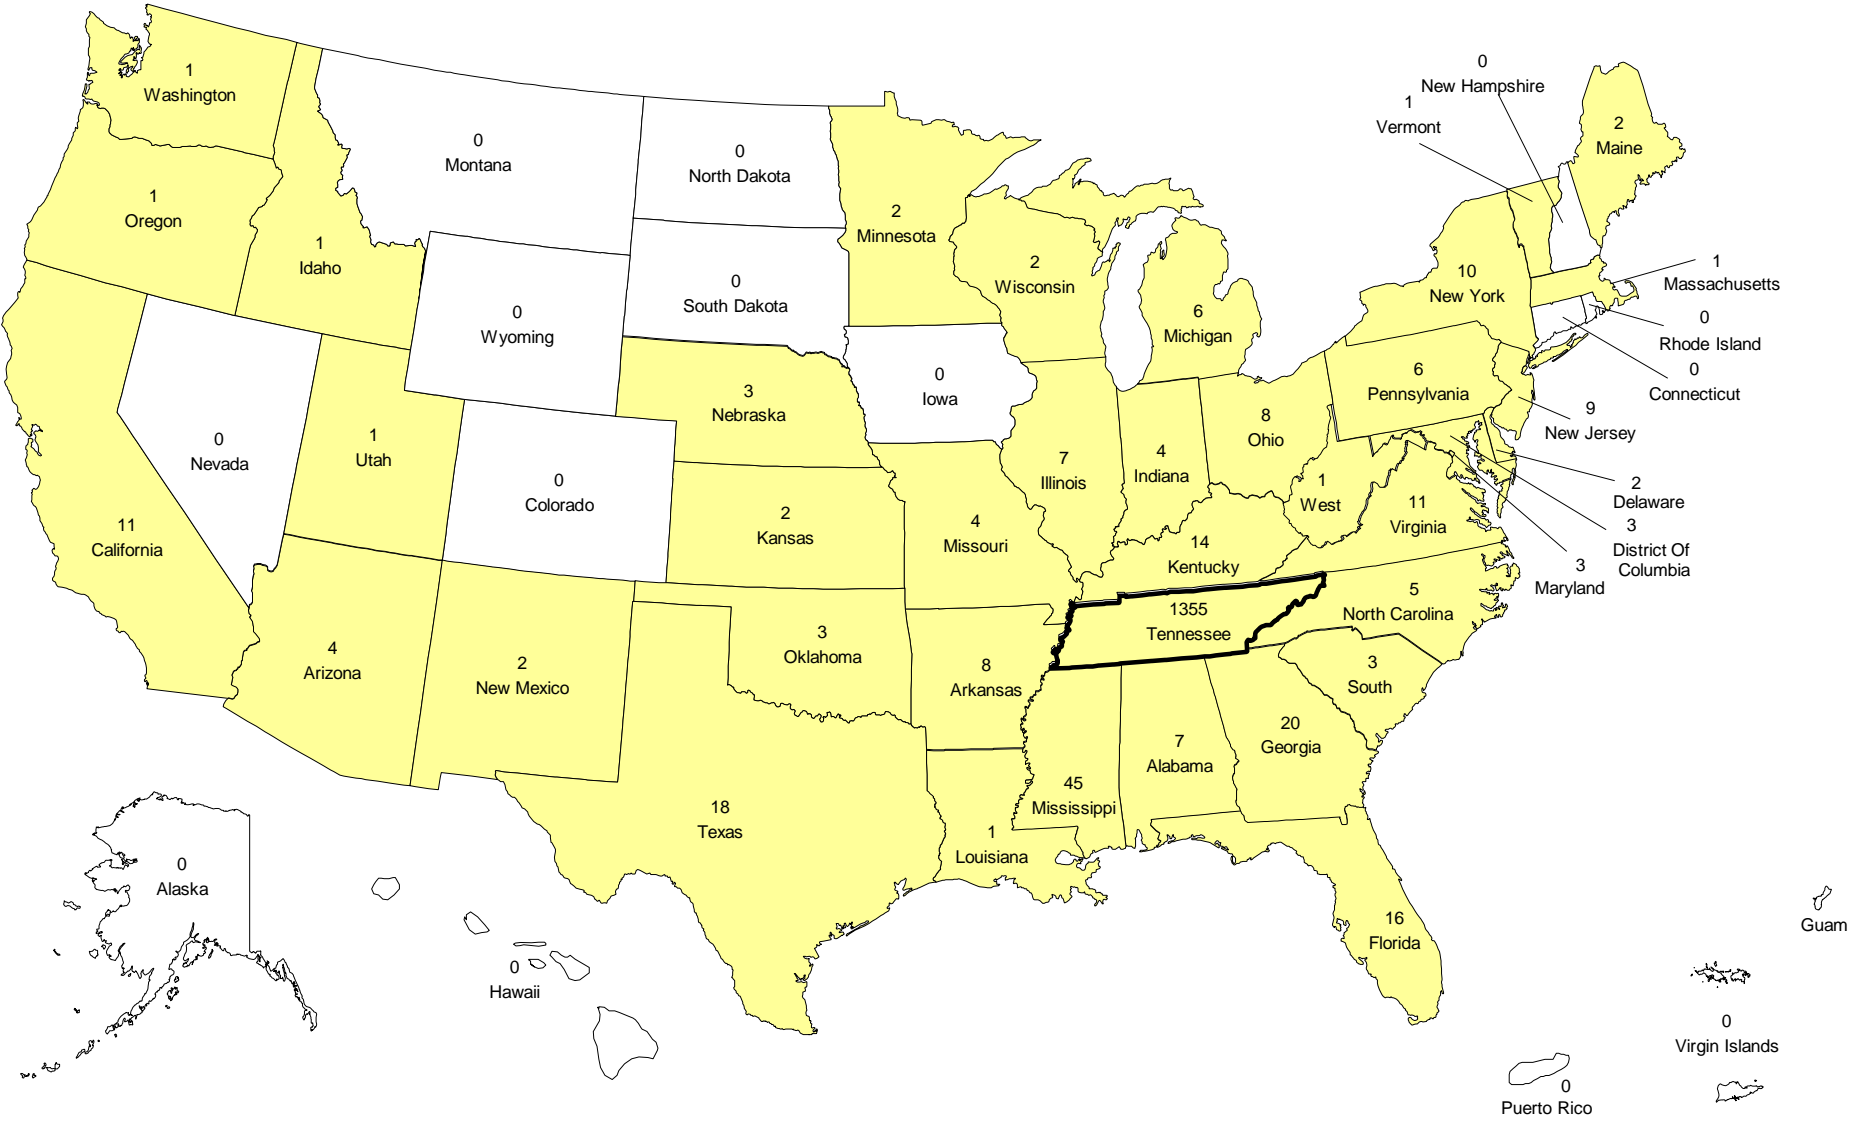 1
Washington
1
Oregon
1
Idaho
0
Montana
0
North Dakota
0
South Dakota
0
Wyoming
0
Nevada
1
Utah
0
Colorado
11
California
4
Arizona
2
New Mexico
3
Nebraska
2
Kansas
3
Oklahoma
18
Texas
2
Minnesota
0
Iowa
4
Missouri
8
Arkansas
1
Louisiana
2
Wisconsin
7
Illinois
6
Michigan
4
Indiana
8
Ohio
14
Kentucky
1355
Tennessee
45
Mississippi
7
Alabama
20
Georgia
16
Florida
3
South
5
North Carolina
11
Virginia
1
West
6
Pennsylvania
10
New York
1
Vermont
0
New Hampshire
2
Maine
1
Massachusetts
0
Rhode Island
0
Connecticut
9
New Jersey
2
Delaware
3
District Of
Columbia
3
Maryland
0
Alaska
0
Hawaii
Guam
0
Virgin Islands
0
Puerto Rico